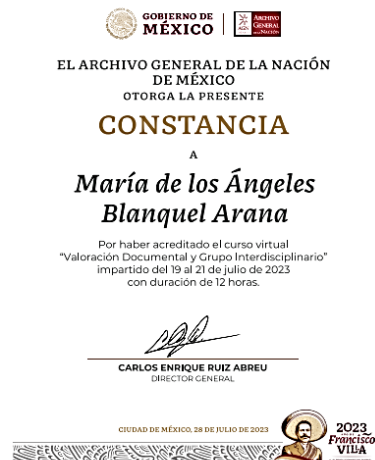 GOBIERNO DE
MÉXICO
ARCHIVO
GENERAL
DE LA NACIÓN
EL ARCHIVO GENERAL DE LA NACIÓN
DE MÉXICO
OTORGA LA PRESENTE
CONSTANCIA
A
María de los Ángeles
Blanquel Arana
Por haber acreditado el curso virtual
“Valoración Documental y Grupo Interdisciplinario”
impartido del 19 al 21 de julio de 2023
con duración de 12 horas.
CARLOS ENRIQUE RUIZ ABREU
DIRECTOR GENERAL
CIUDAD DE MÉXICO, 28 DE JULIO DE 2023
2023
Francisco
VILLA